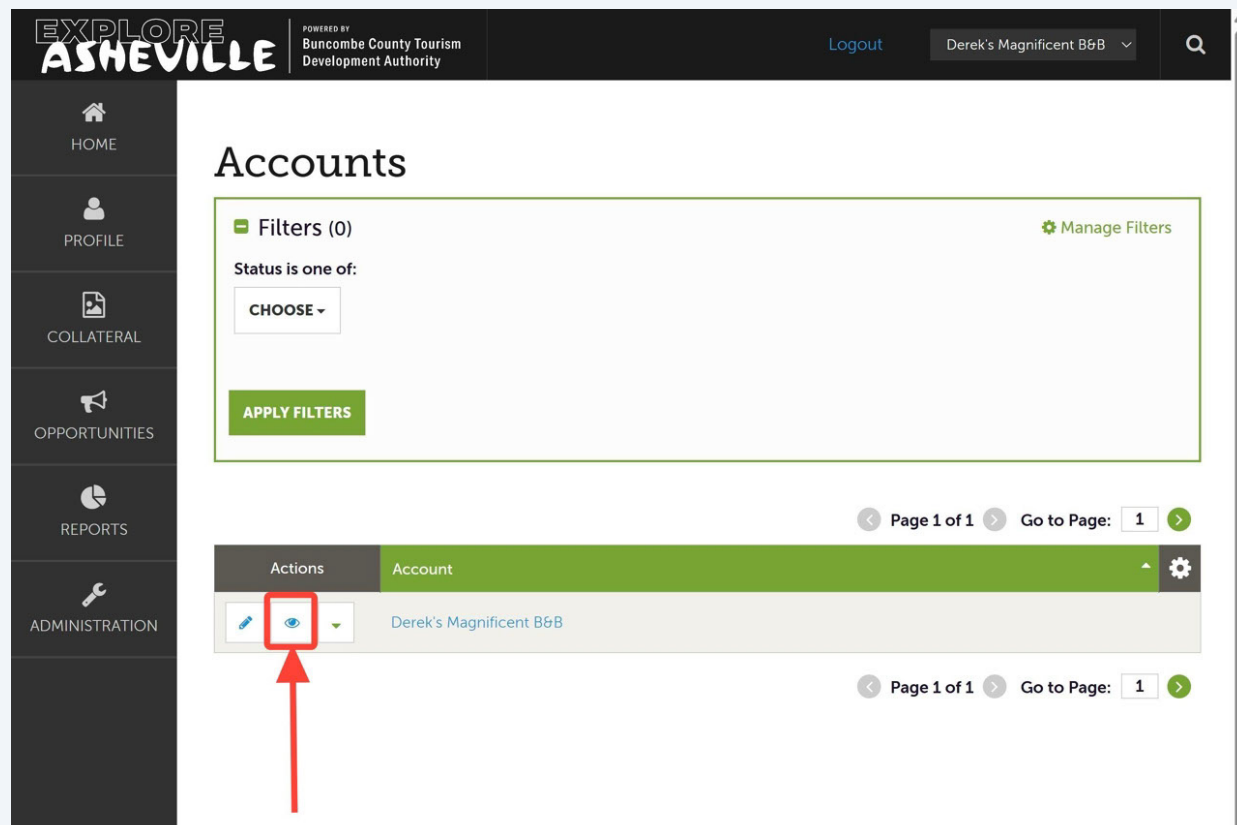 EXPLORE
ASHEVILLE
POWERED BY
Buncombe County Tourism
Development Authority
Logout
Derek's Magnificent B&B
HOME
PROFILE
COLLATERAL
OPPORTUNITIES
REPORTS
ADMINISTRATION
Accounts
Filters (0)
Manage Filters
Status is one of:
CHOOSE
APPLY FILTERS
Page 1 of 1 Go to Page: 1
Actions Account
Derek's Magnificent B&B
Page 1 of 1 Go to Page: 1